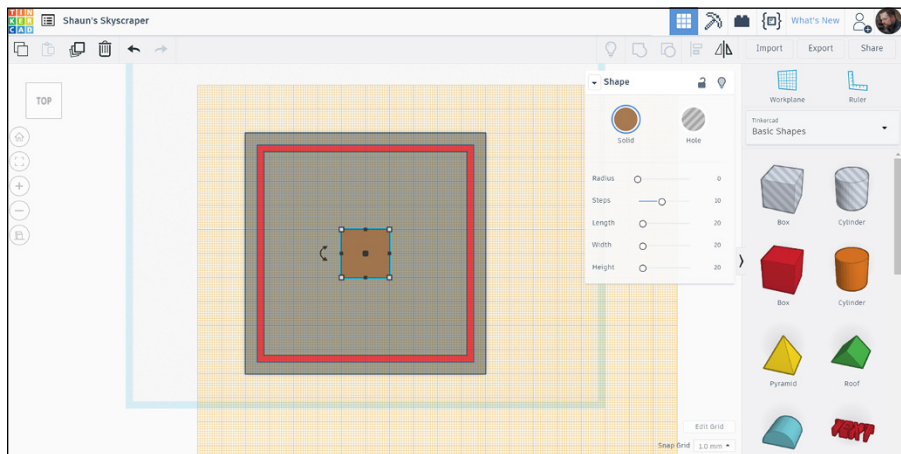 TIN
KER
CAD
Shaun's Skyscraper
What's New
Import
Export
Share
TOP
Shape
Solid
Hole
Radius 0
Steps 10
Length 20
Width 20
Height 20
Workplane
Ruler
Tinkercad
Basic Shapes
Box
Cylinder
Box
Cylinder
Pyramid
Roof
TEXT
Edit Grid
Snap Grid 1.0 mm